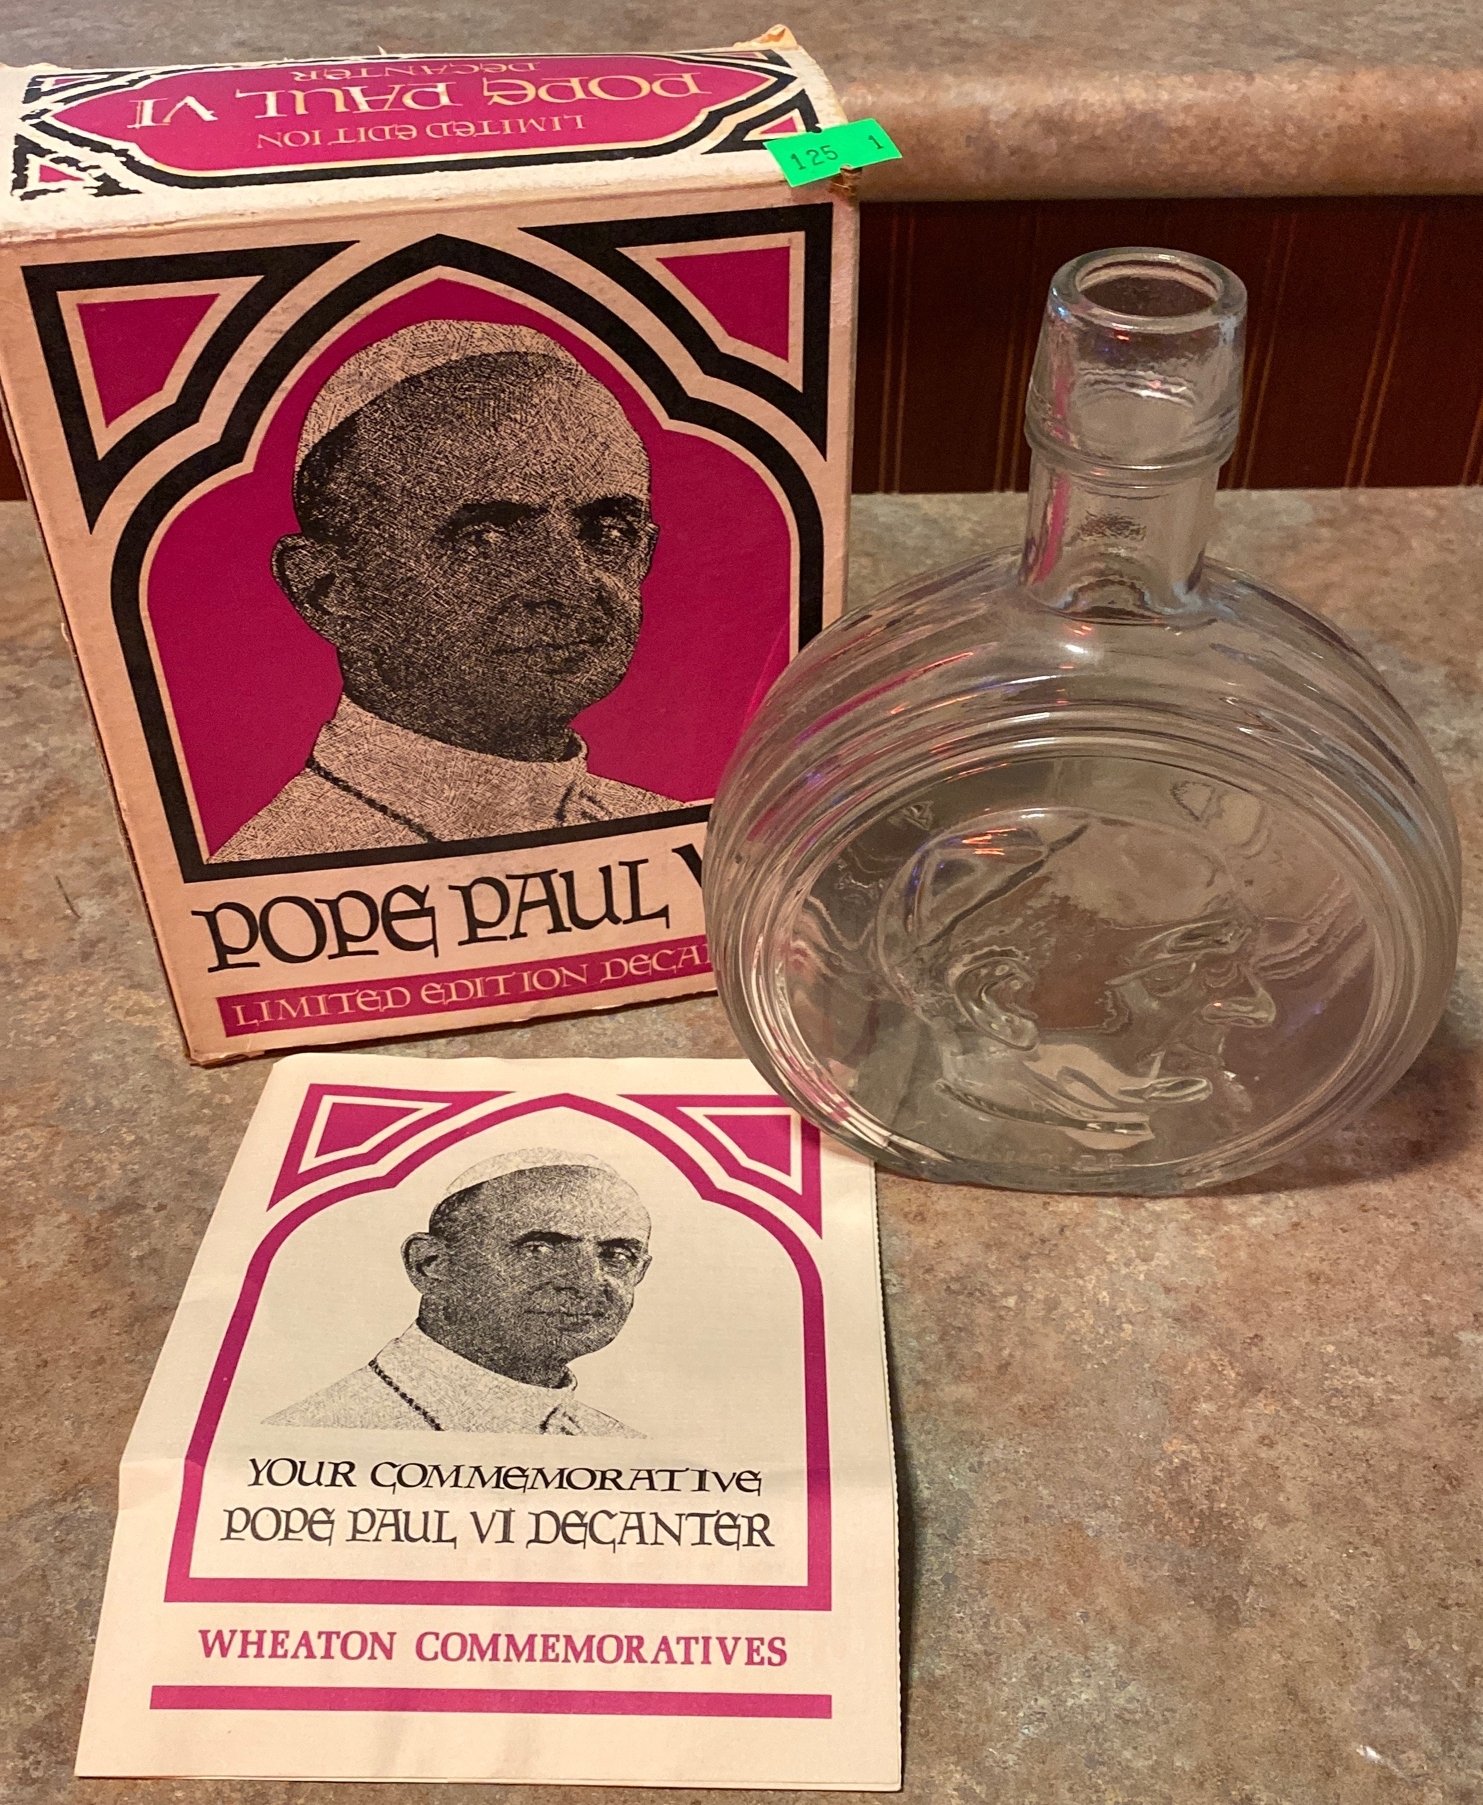 LIMITED EDITION
POPE PAUL VI
DECANTER
125 1
POPE PAUL V
LIMITED EDITION DECA
YOUR COMMEMORATIVE
POPE PAUL VI DECANTER
WHEATON COMMEMORATIVES